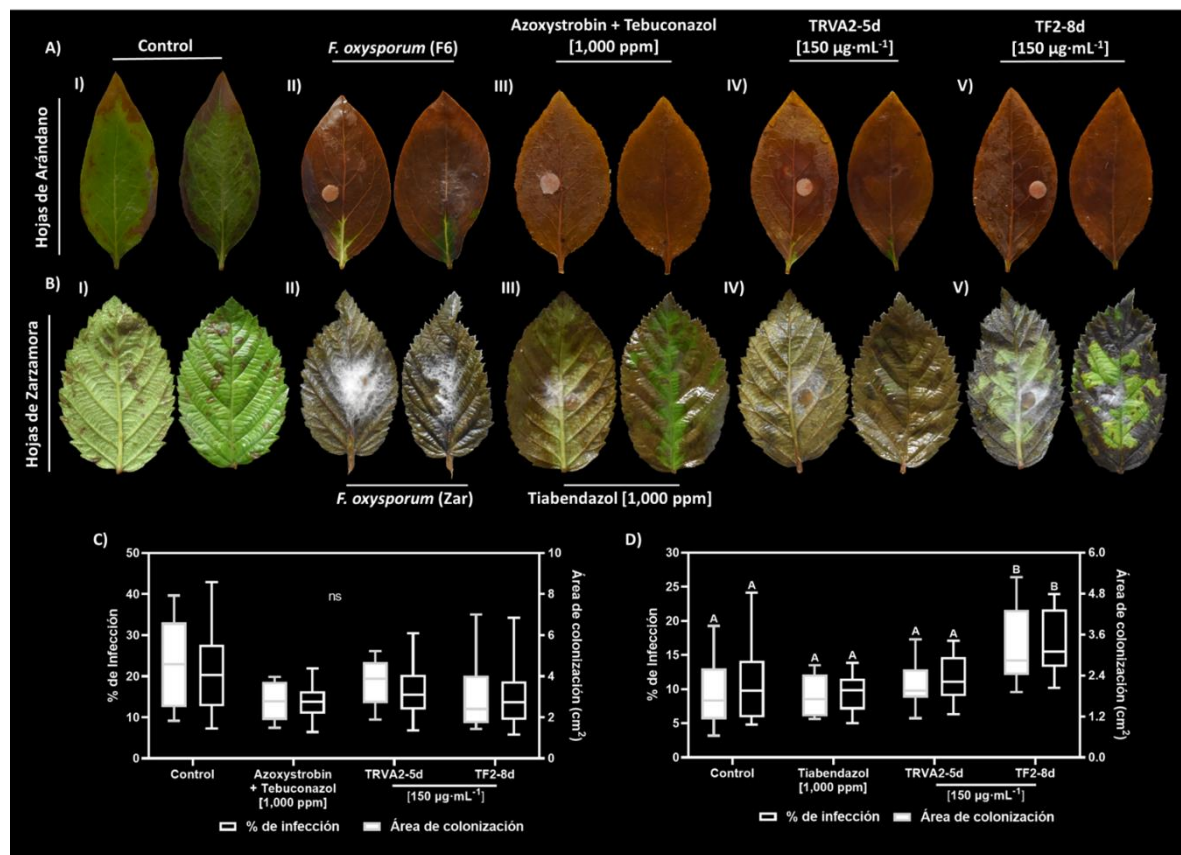 A)
Control
F. oxysporum (F6)
Azoxystrobin + Tebuconazol
[1,000 ppm]
TRVA2-5d
[150 µg·mL⁻¹]
TF2-8d
[150 µg·mL⁻¹]
Hojas de Arándano
I)
II)
III)
IV)
V)
B)
Hojas de Zarzamora
I)
II)
III)
IV)
V)
F. oxysporum (Zar)
Tiabendazol [1,000 ppm]
C)
% de Infección
50
40
30
20
10
0
ns
10
8
6
4
2
0
Área de colonización (cm²)
Control
Azoxystrobin
+ Tebuconazol
[1,000 ppm]
TRVA2-5d
TF2-8d
[150 µg·mL⁻¹]
% de infección
Área de colonización
D)
% de Infección
30
25
20
15
10
5
0
A
A
A
A
A
A
B
B
6.0
4.8
3.6
2.4
1.2
0.0
Área de colonización (cm²)
Control
Tiabendazol
[1,000 ppm]
TRVA2-5d
TF2-8d
[150 µg·mL⁻¹]
% de infección
Área de colonización